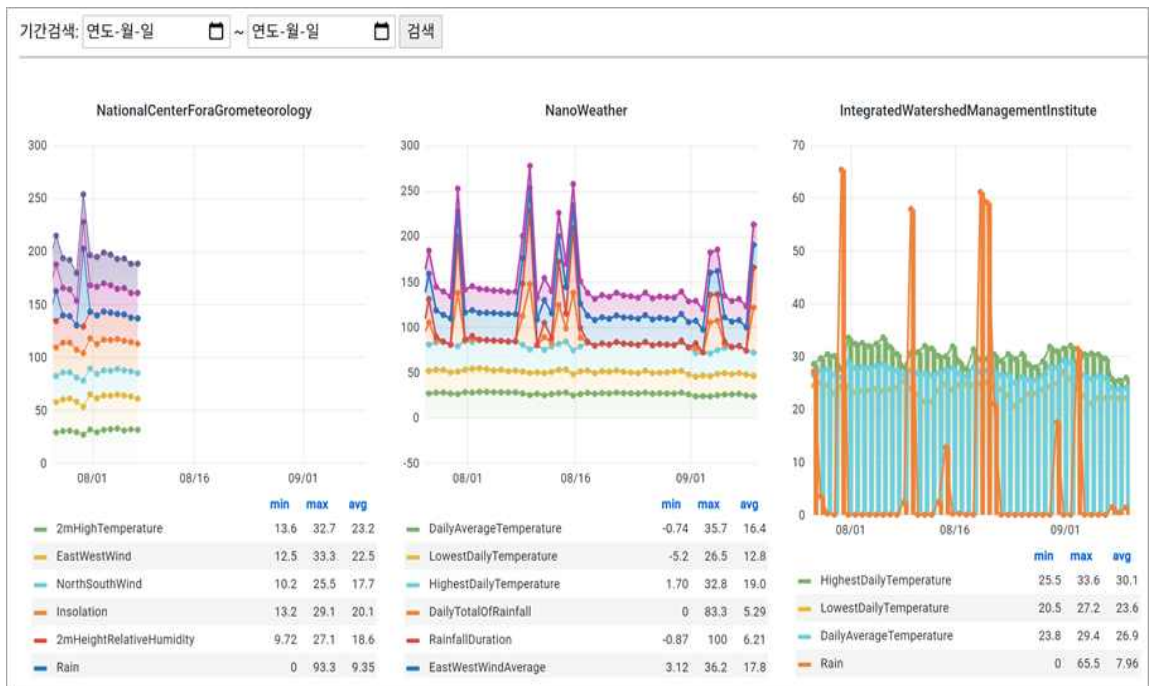 기간검색: 연도-월-일 ~ 연도-월-일 검색
NationalCenterForaGrometeorology
300
250
200
150
100
50
0
08/01 08/16 09/01
min max avg
2mHighTemperature 13.6 32.7 23.2
EastWestWind 12.5 33.3 22.5
NorthSouthWind 10.2 25.5 17.7
Insolation 13.2 29.1 20.1
2mHeightRelativeHumidity 9.72 27.1 18.6
Rain 0 93.3 9.35
NanoWeather
300
250
200
150
100
50
0
-50
08/01 08/16 09/01
min max avg
DailyAverageTemperature -0.74 35.7 16.4
LowestDailyTemperature -5.2 26.5 12.8
HighestDailyTemperature 1.70 32.8 19.0
DailyTotalOfRainfall 0 83.3 5.29
RainfallDuration -0.87 100 6.21
EastWestWindAverage 3.12 36.2 17.8
IntegratedWatershedManagementInstitute
70
60
50
40
30
20
10
0
08/01 08/16 09/01
min max avg
HighestDailyTemperature 25.5 33.6 30.1
LowestDailyTemperature 20.5 27.2 23.6
DailyAverageTemperature 23.8 29.4 26.9
Rain 0 65.5 7.96